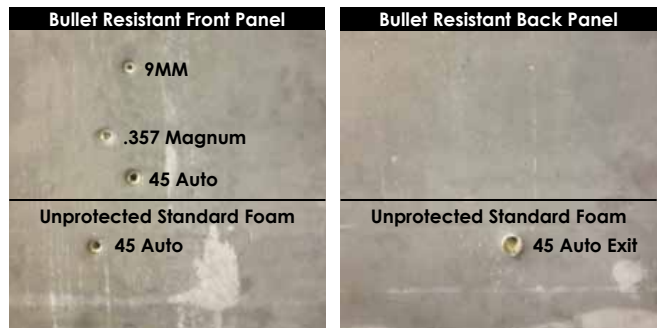 Bullet Resistant Front Panel
9MM
.357 Magnum
45 Auto
Unprotected Standard Foam
45 Auto
Bullet Resistant Back Panel
Unprotected Standard Foam
45 Auto Exit